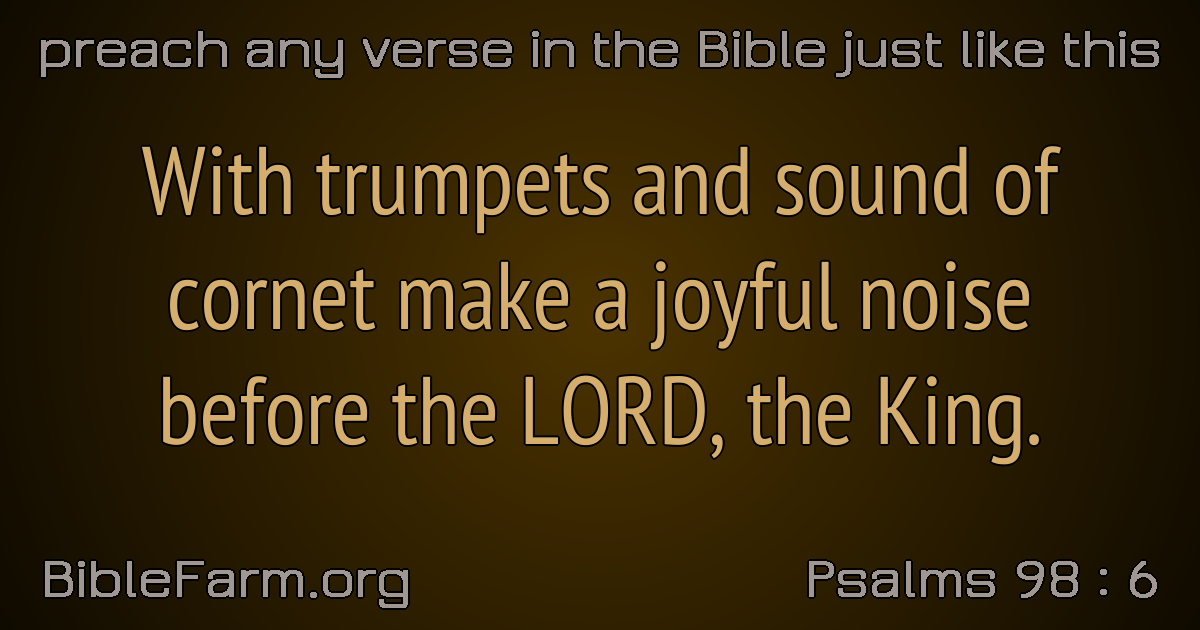 preach any verse in the Bible just like this
With trumpets and sound of
cornet make a joyful noise
before the LORD, the King.
BibleFarm.org
Psalms 98 : 6